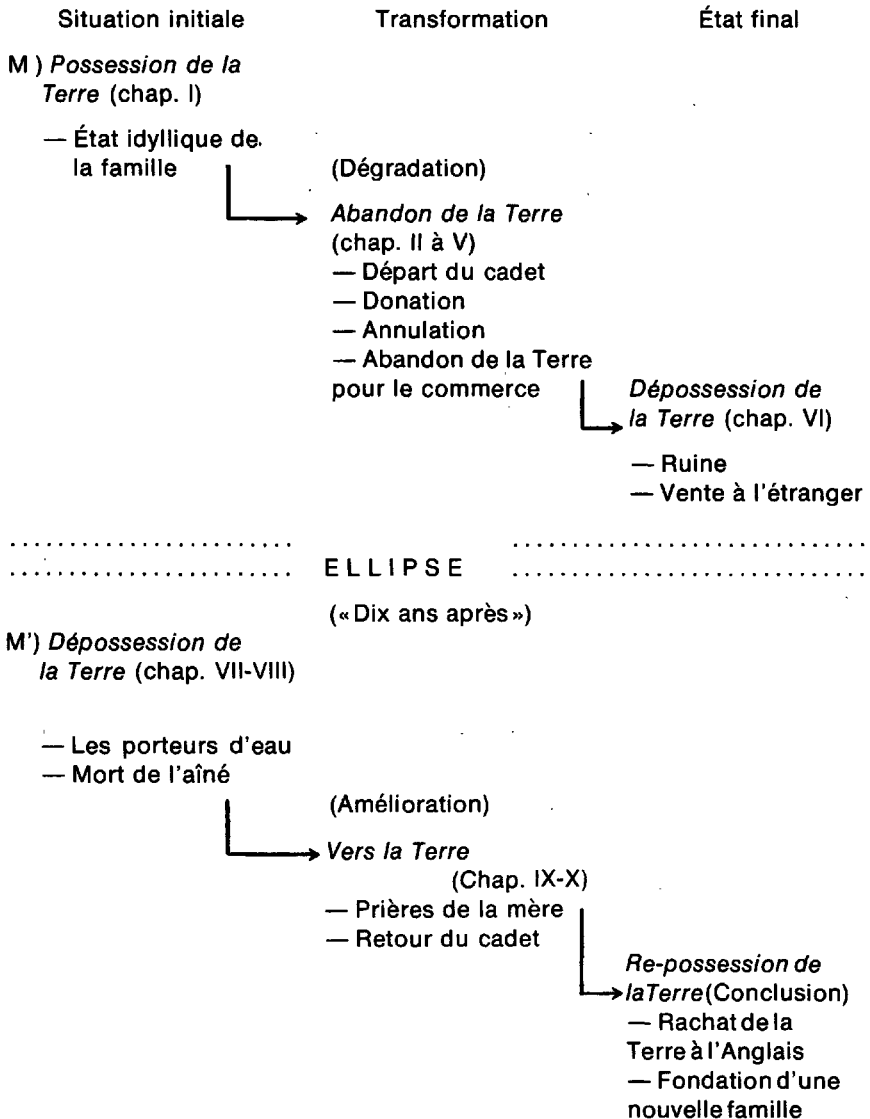 Situation initiale Transformation État final
M ) Possession de la
Terre (chap. I)
— État idyllique de
la famille
(Dégradation)
Abandon de la Terre
(chap. II à V)
— Départ du cadet
— Donation
— Annulation
— Abandon de la Terre
pour le commerce
Dépossession de
la Terre (chap. VI)
— Ruine
— Vente à l'étranger
ELLIPSE
(«Dix ans après»)
M') Dépossession de
la Terre (chap. VII-VIII)
— Les porteurs d'eau
— Mort de l'aîné
(Amélioration)
Vers la Terre
(Chap. IX-X)
— Prières de la mère
— Retour du cadet
Re-possession de
la Terre (Conclusion)
— Rachat de la
Terre à l'Anglais
— Fondation d'une
nouvelle famille